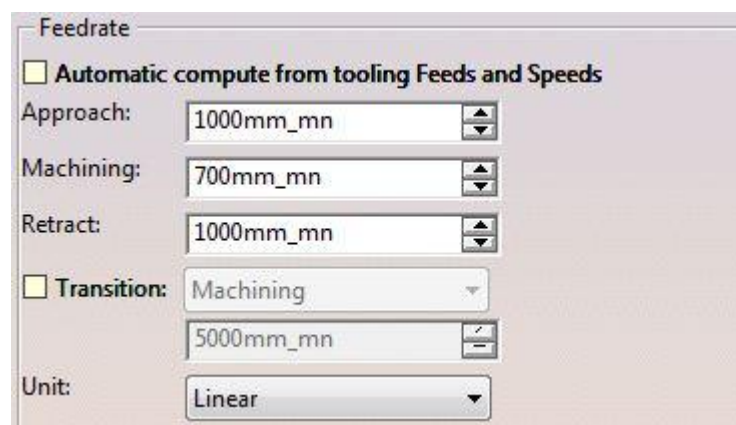 Feedrate
Automatic compute from tooling Feeds and Speeds
Approach: 1000mm_mn
Machining: 700mm_mn
Retract: 1000mm_mn
Transition: Machining
5000mm_mn
Unit: Linear